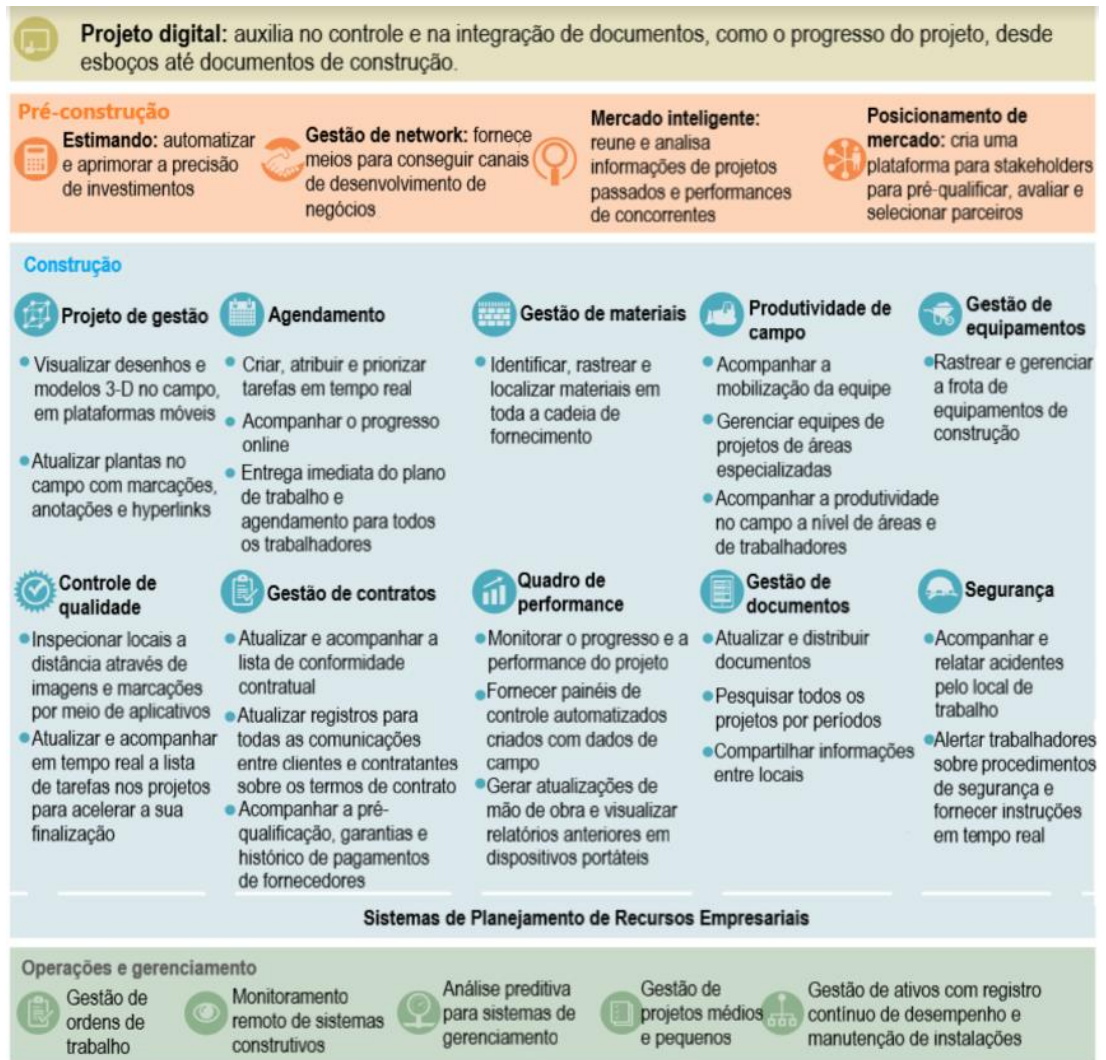 Projeto digital: auxilia no controle e na integração de documentos, como o progresso do projeto, desde
esboços até documentos de construção.
Pré-construção
Estimando: automatizar
e aprimorar a precisão
de investimentos
Gestão de network: fornece
meios para conseguir canais
de desenvolvimento de
negócios
Mercado inteligente:
reune e analisa
informações de projetos
passados e performances
de concorrentes
Posicionamento de
mercado: cria uma
plataforma para stakeholders
para pré-qualificar, avaliar e
selecionar parceiros
Construção
Projeto de gestão
Visualizar desenhos e
modelos 3-D no campo,
em plataformas móveis
Atualizar plantas no
campo com marcações,
anotações e hyperlinks
Agendamento
Criar, atribuir e priorizar
tarefas em tempo real
Acompanhar o progresso
online
Entrega imediata do plano
de trabalho e
agendamento para todos
os trabalhadores
Gestão de materiais
Identificar, rastrear e
localizar materiais em
toda a cadeia de
fornecimento
Produtividade de
campo
Acompanhar a
mobilização da equipe
Gerenciar equipes de
projetos de áreas
especializadas
Acompanhar a produtividade
no campo a nível de áreas e
de trabalhadores
Gestão de
equipamentos
Rastrear e gerenciar
a frota de
equipamentos de
construção
Controle de
qualidade
Inspecionar locais a
distância através de
imagens e marcações
por meio de aplicativos
Atualizar e acompanhar
em tempo real a lista
de tarefas nos projetos
para acelerar a sua
finalização
Gestão de contratos
Atualizar e acompanhar a
lista de conformidade
contratual
Atualizar registros para
todas as comunicações
entre clientes e contratantes
sobre os termos de contrato
Acompanhar a pré-
qualificação, garantias e
histórico de pagamentos
de fornecedores
Quadro de
performance
Monitorar o progresso e a
performance do projeto
Fornecer painéis de
controle automatizados
criados com dados de
campo
Gerar atualizações de
mão de obra e visualizar
relatórios anteriores em
dispositivos portáteis
Gestão de
documentos
Atualizar e distribuir
documentos
Pesquisar todos os
projetos por períodos
Compartilhar informações
entre locais
Segurança
Acompanhar e
relatar acidentes
pelo local de
trabalho
Alertar trabalhadores
sobre procedimentos
de segurança e
fornecer instruções
em tempo real
Sistemas de Planejamento de Recursos Empresariais
Operações e gerenciamento
Gestão de
ordens de
trabalho
Monitoramento
remoto de sistemas
construtivos
Análise preditiva
para sistemas de
gerenciamento
Gestão de
projetos médios
e pequenos
Gestão de ativos com registro
contínuo de desempenho e
manutenção de instalações